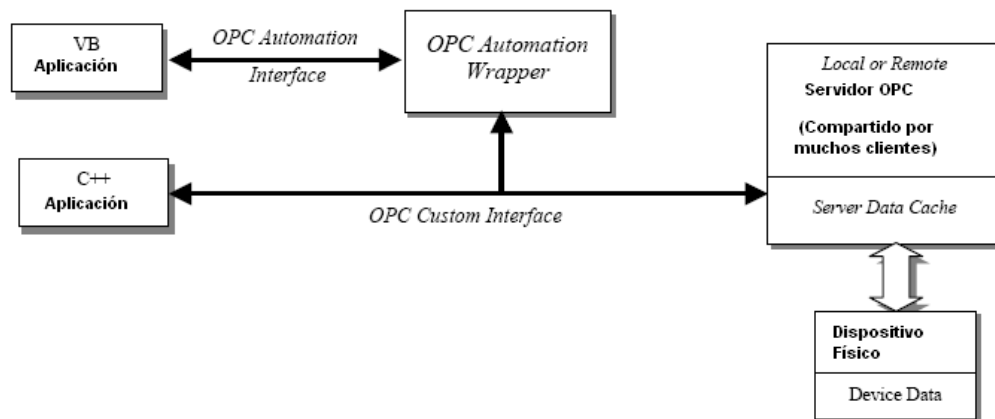 VB
Aplicación
OPC Automation
Interface
OPC Automation
Wrapper
Local or Remote
Servidor OPC
(Compartido por
muchos clientes)
C++
Aplicación
OPC Custom Interface
Server Data Cache
Dispositivo
Físico
Device Data